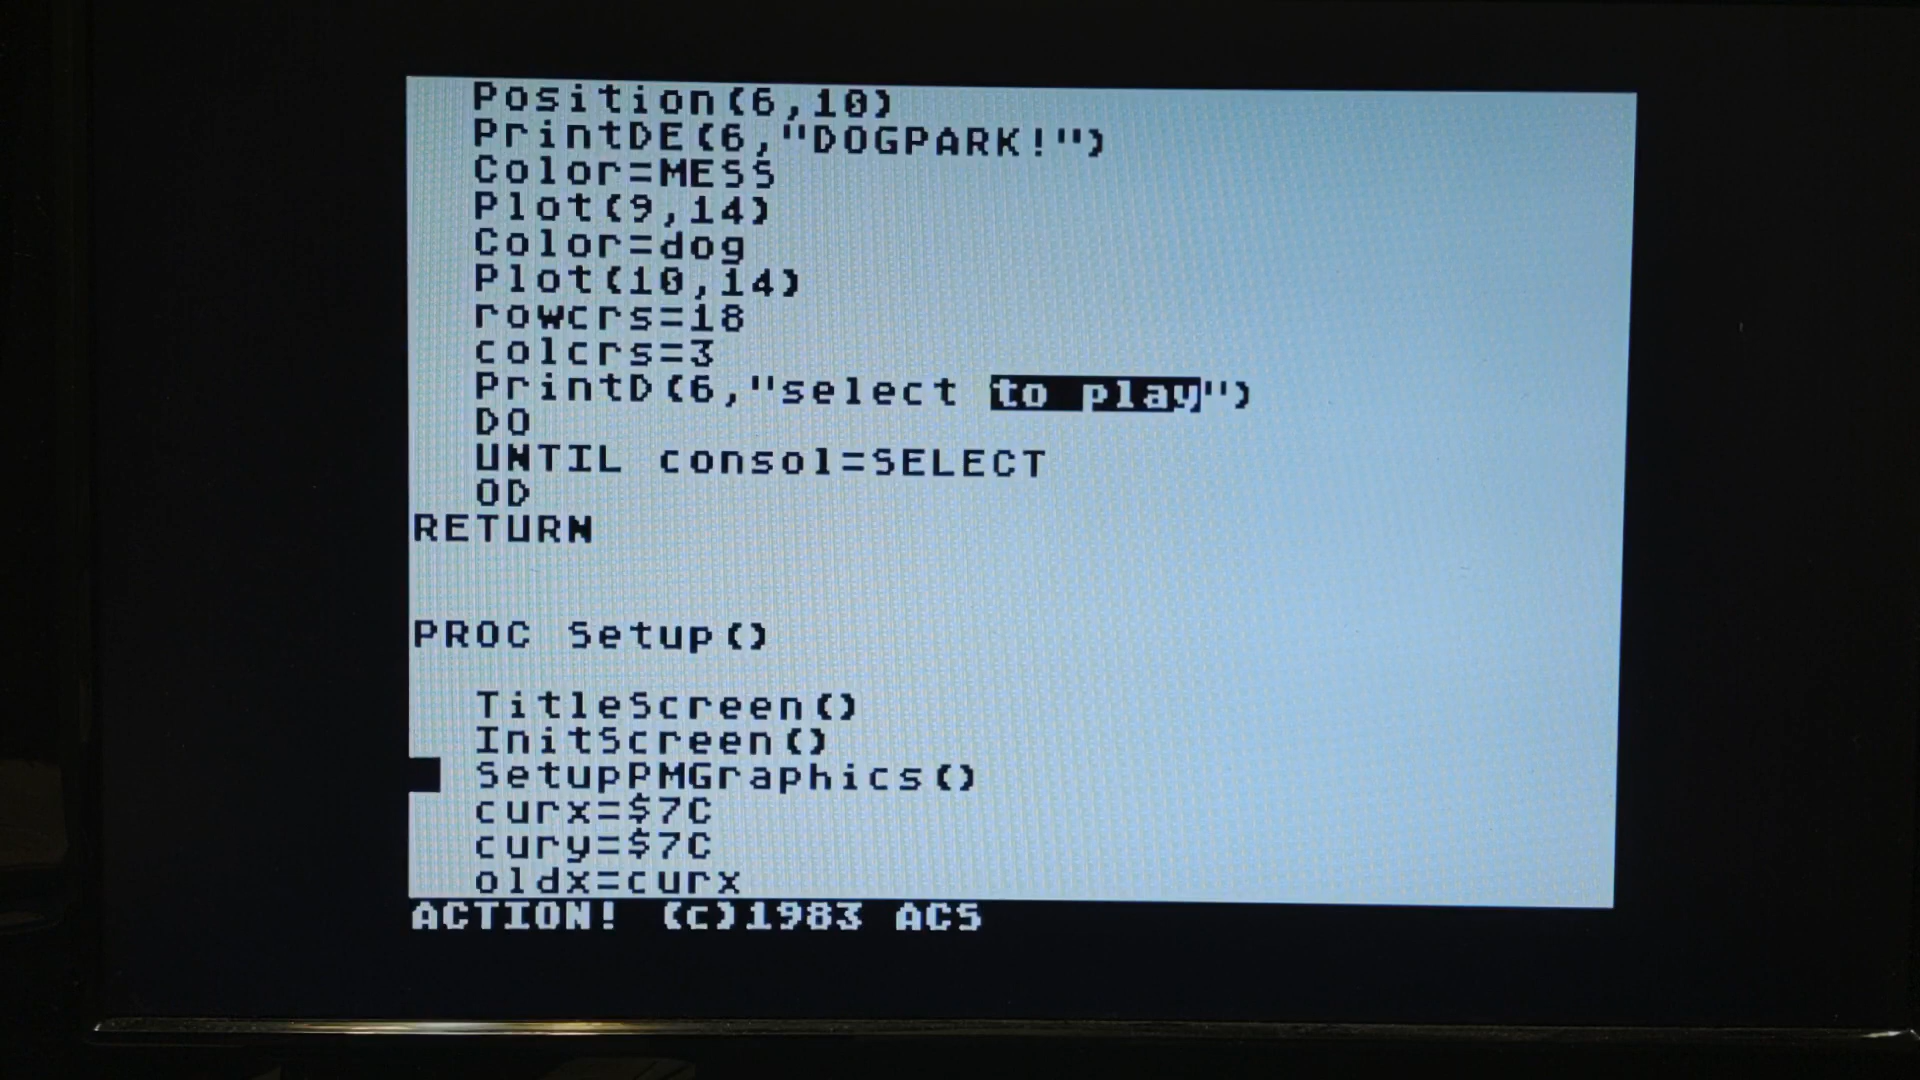 Position(6,10)
PrintDE(6,"DOGPARK!")
Color=MESS
Plot(9,14)
Color=dog
Plot(10,14)
rowcrs=18
colcrs=3
PrintD(6,"select to play")
DO
UNTIL consol=SELECT
OD
RETURN
PROC Setup()
TitleScreen()
InitScreen()
SetupPMGraphics()
curx=$7C
cury=$7C
oldx=curx
ACTION! (c)1983 ACS